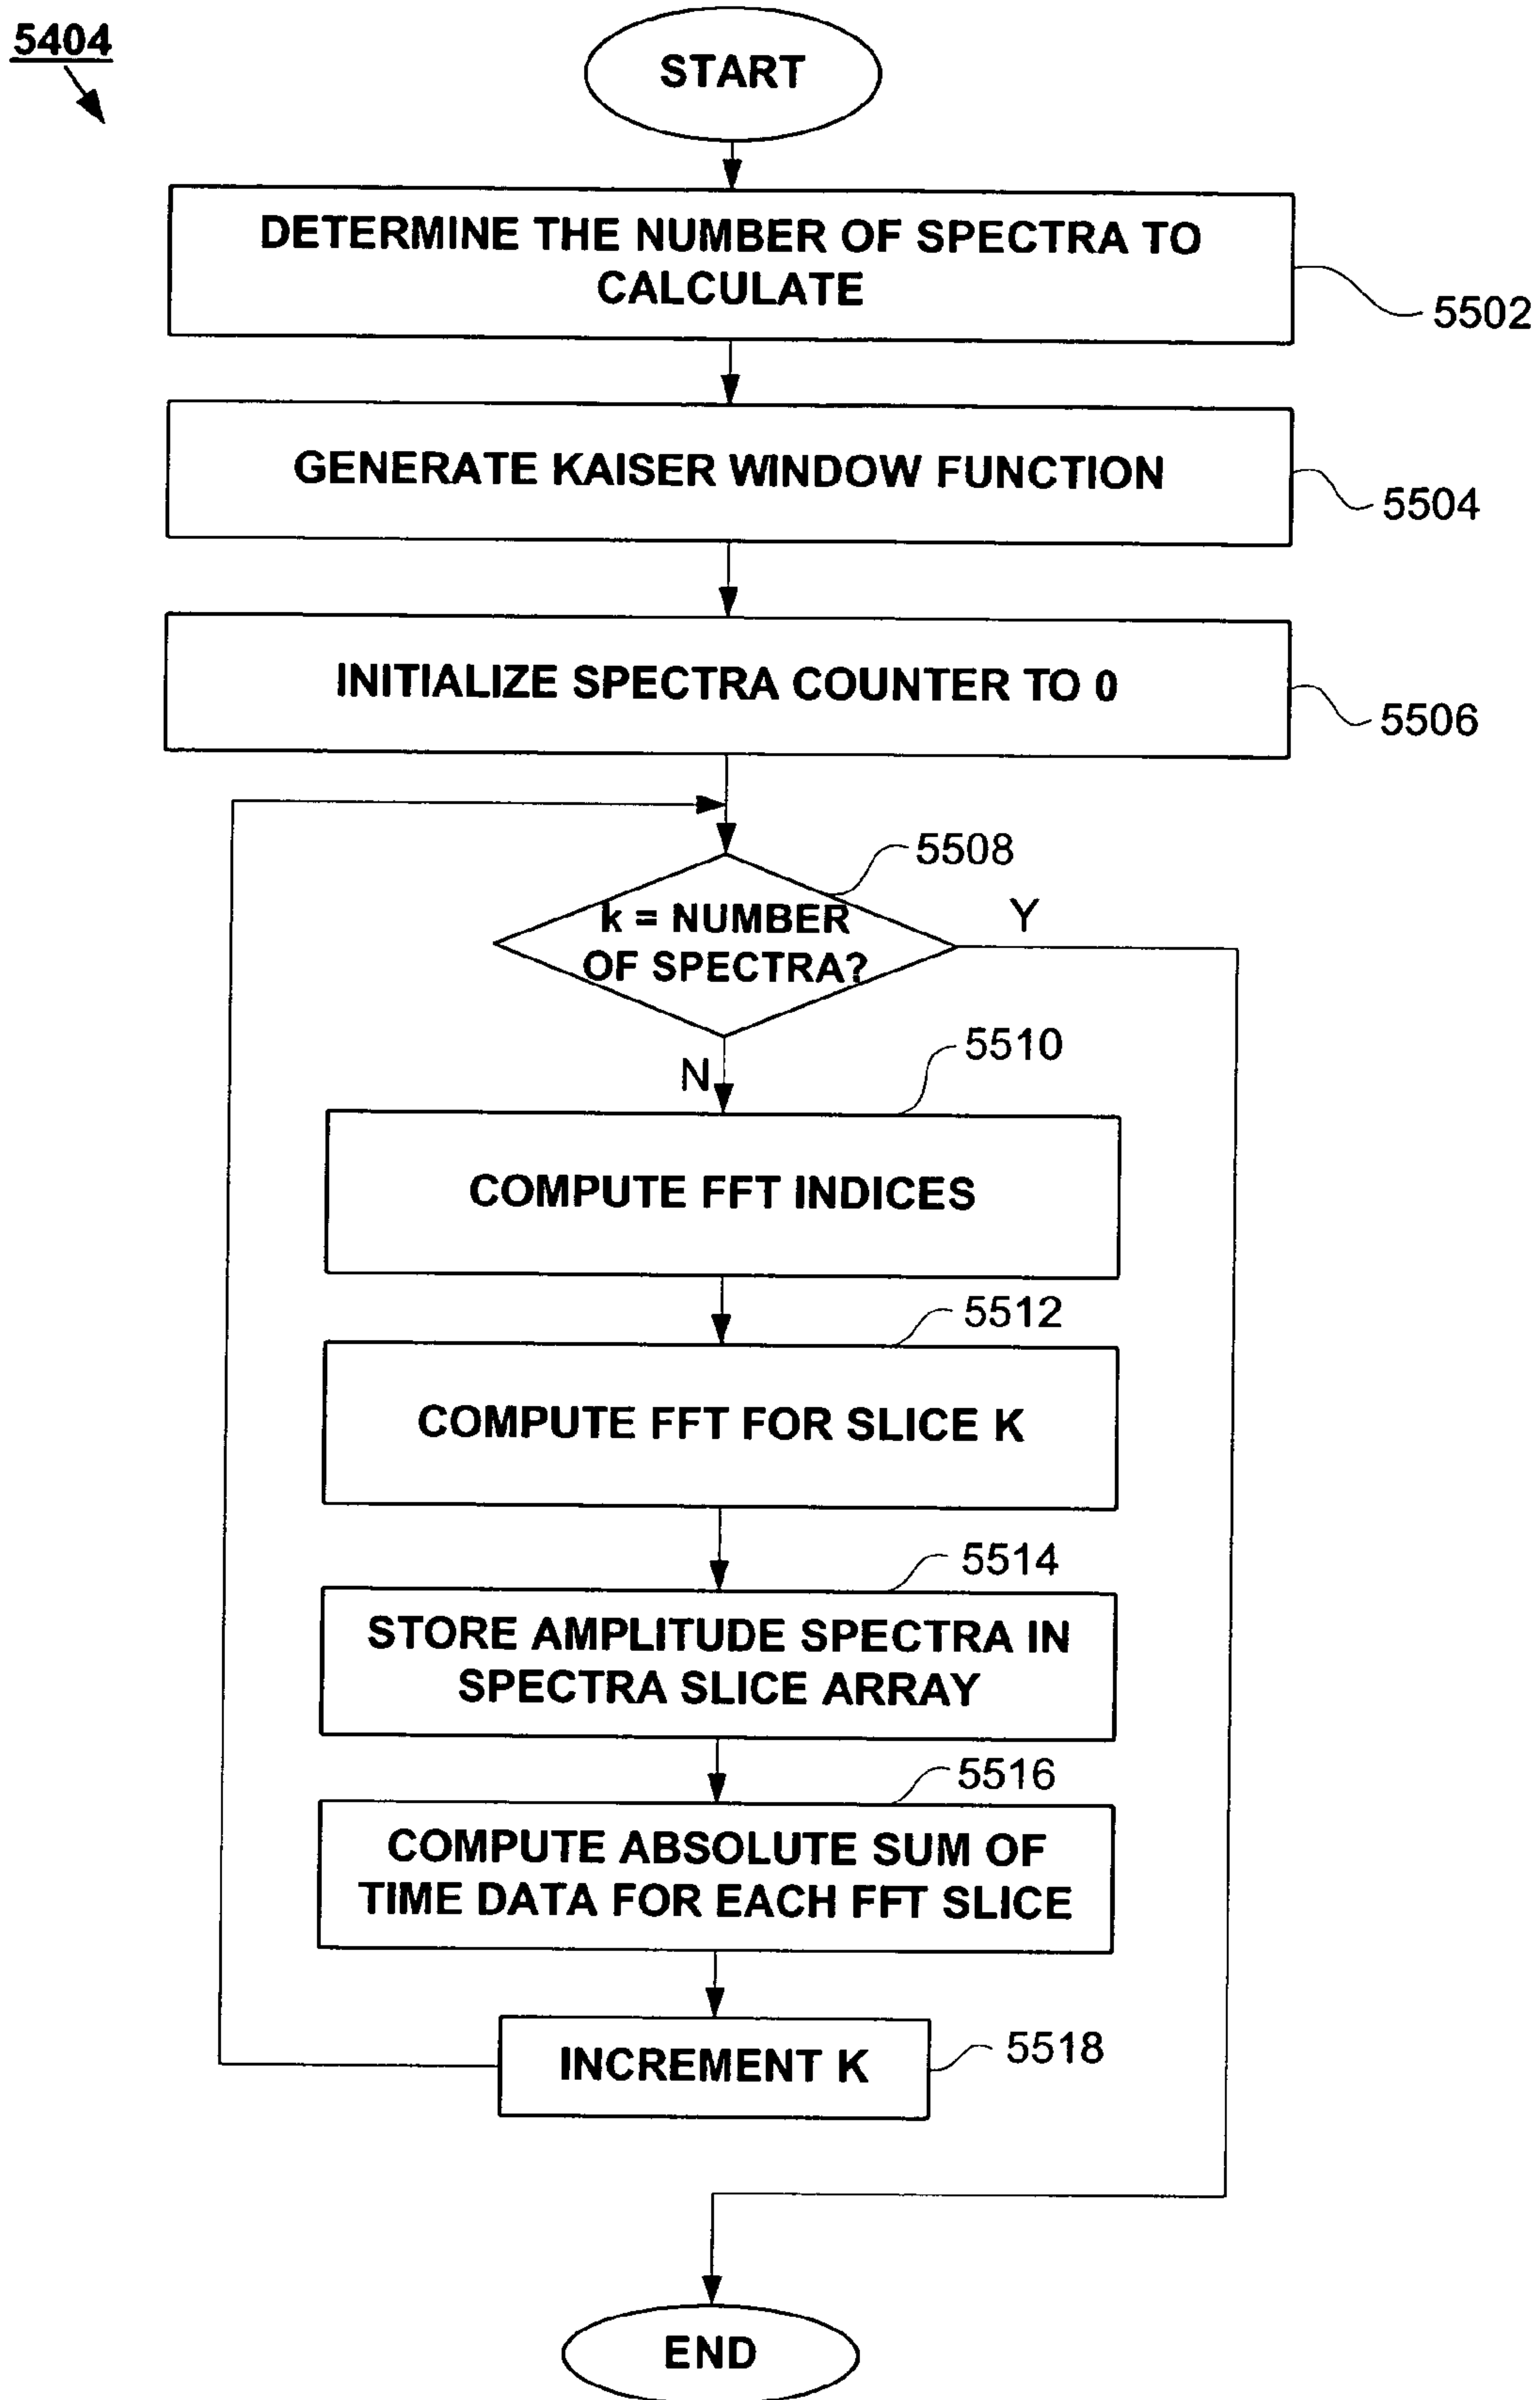 5404
START
DETERMINE THE NUMBER OF SPECTRA TO
CALCULATE
5502
GENERATE KAISER WINDOW FUNCTION
5504
INITIALIZE SPECTRA COUNTER TO 0
5506
5508
k = NUMBER
OF SPECTRA?
Y
N
5510
COMPUTE FFT INDICES
5512
COMPUTE FFT FOR SLICE K
5514
STORE AMPLITUDE SPECTRA IN
SPECTRA SLICE ARRAY
5516
COMPUTE ABSOLUTE SUM OF
TIME DATA FOR EACH FFT SLICE
INCREMENT K
5518
END